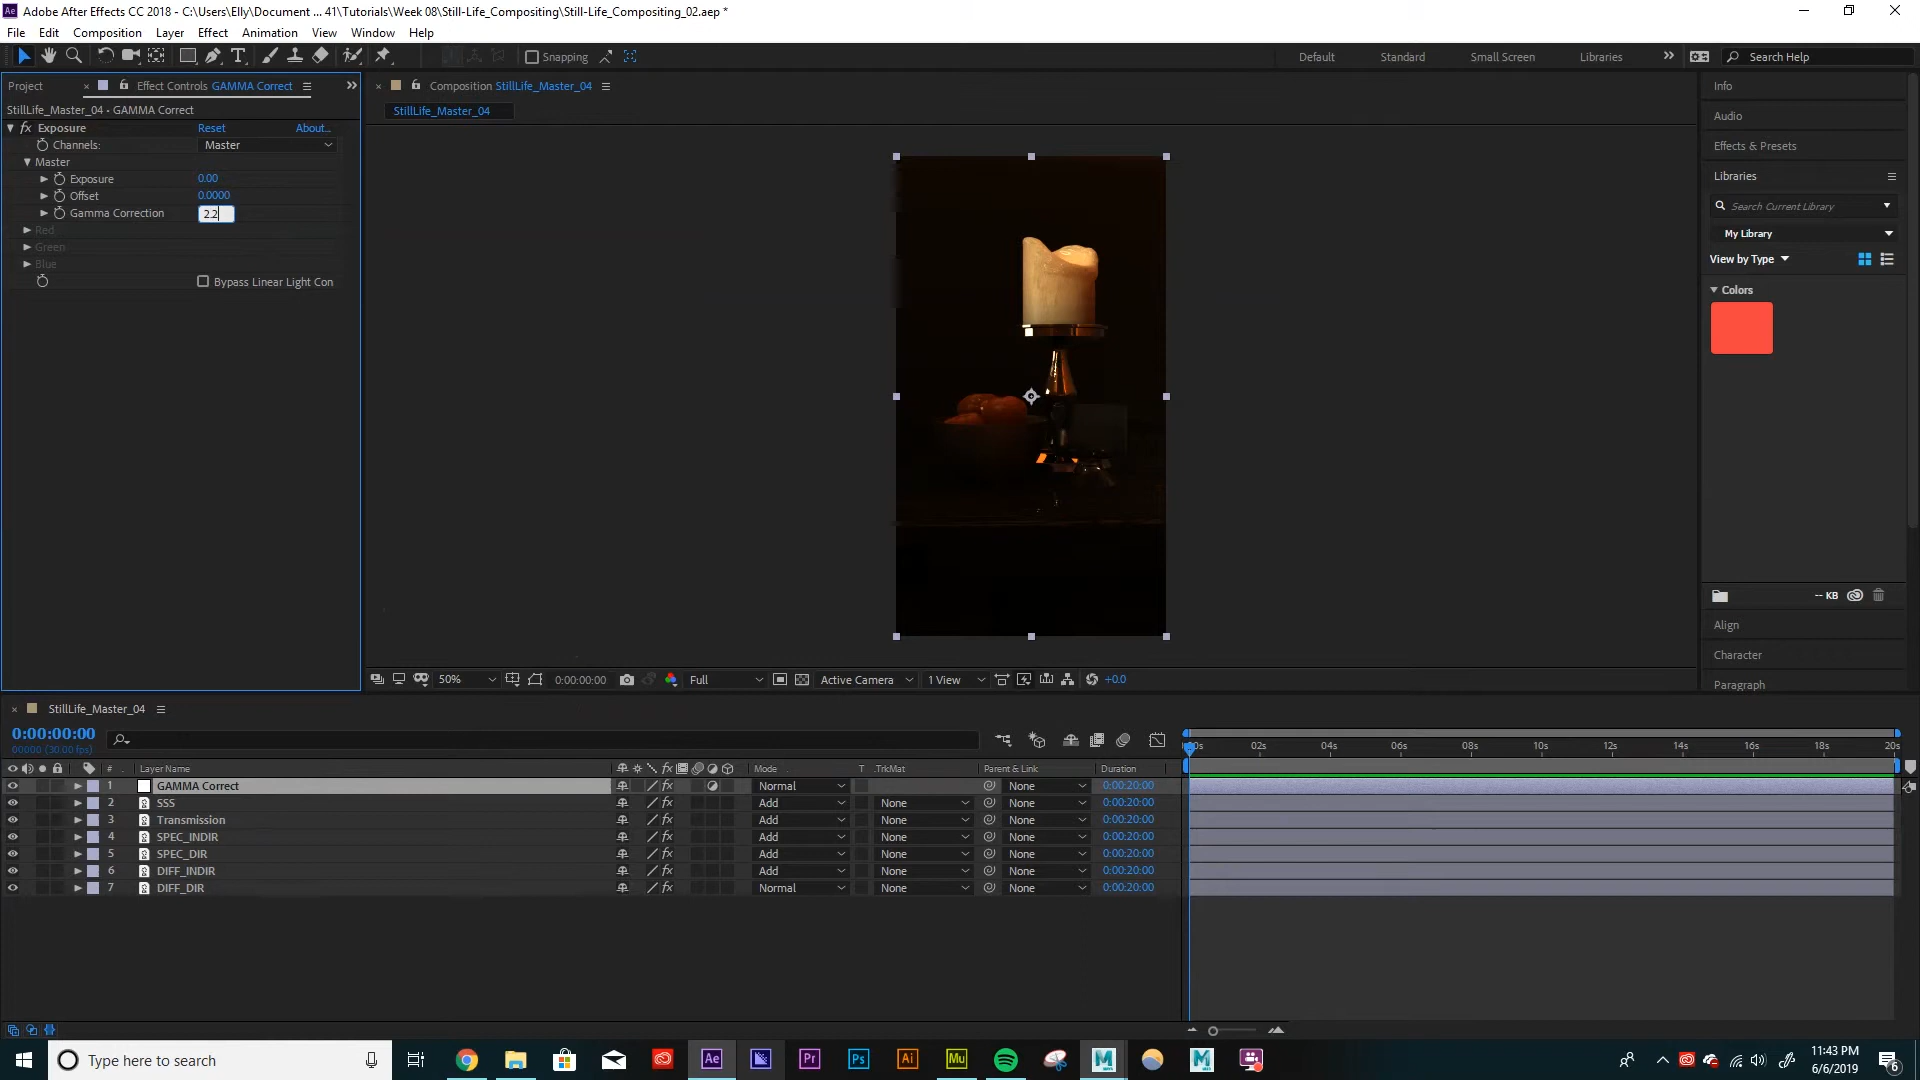 Adobe After Effects CC 2018 - C:\Users\Elly\Document ... 41\Tutorials\Week 08\Still-Life_Compositing\Still-Life_Compositing_02.aep *
File Edit Composition Layer Effect Animation View Window Help
Snapping Default Standard Small Screen Libraries Search Help
Project Effect Controls GAMMA Correct
Composition StillLife_Master_04
StillLife_Master_04
StillLife_Master_04 • GAMMA Correct
fx Exposure Reset About...
Channels: Master
Master
Exposure 0.00
Offset 0.0000
Gamma Correction 2.2
Red
Green
Blue
Bypass Linear Light Con
50% 0:00:00:00 Full Active Camera 1 View +0.0
Info
Audio
Effects & Presets
Libraries
Search Current Library
My Library
View by Type
Colors
-- KB
Align
Character
Paragraph
StillLife_Master_04
0:00:00:00
00000 (30.00 fps)
00s 02s 04s 06s 08s 10s 12s 14s 16s 18s 20s
# Layer Name Mode T .TrkMat Parent & Link Duration
1 GAMMA Correct Normal None 0:00:20:00
2 SSS Add None None 0:00:20:00
3 Transmission Add None None 0:00:20:00
4 SPEC_INDIR Add None None 0:00:20:00
5 SPEC_DIR Add None None 0:00:20:00
6 DIFF_INDIR Add None None 0:00:20:00
7 DIFF_DIR Normal None None 0:00:20:00
Type here to search
Ae Pr Ps Ai Mu
11:43 PM
6/6/2019
6